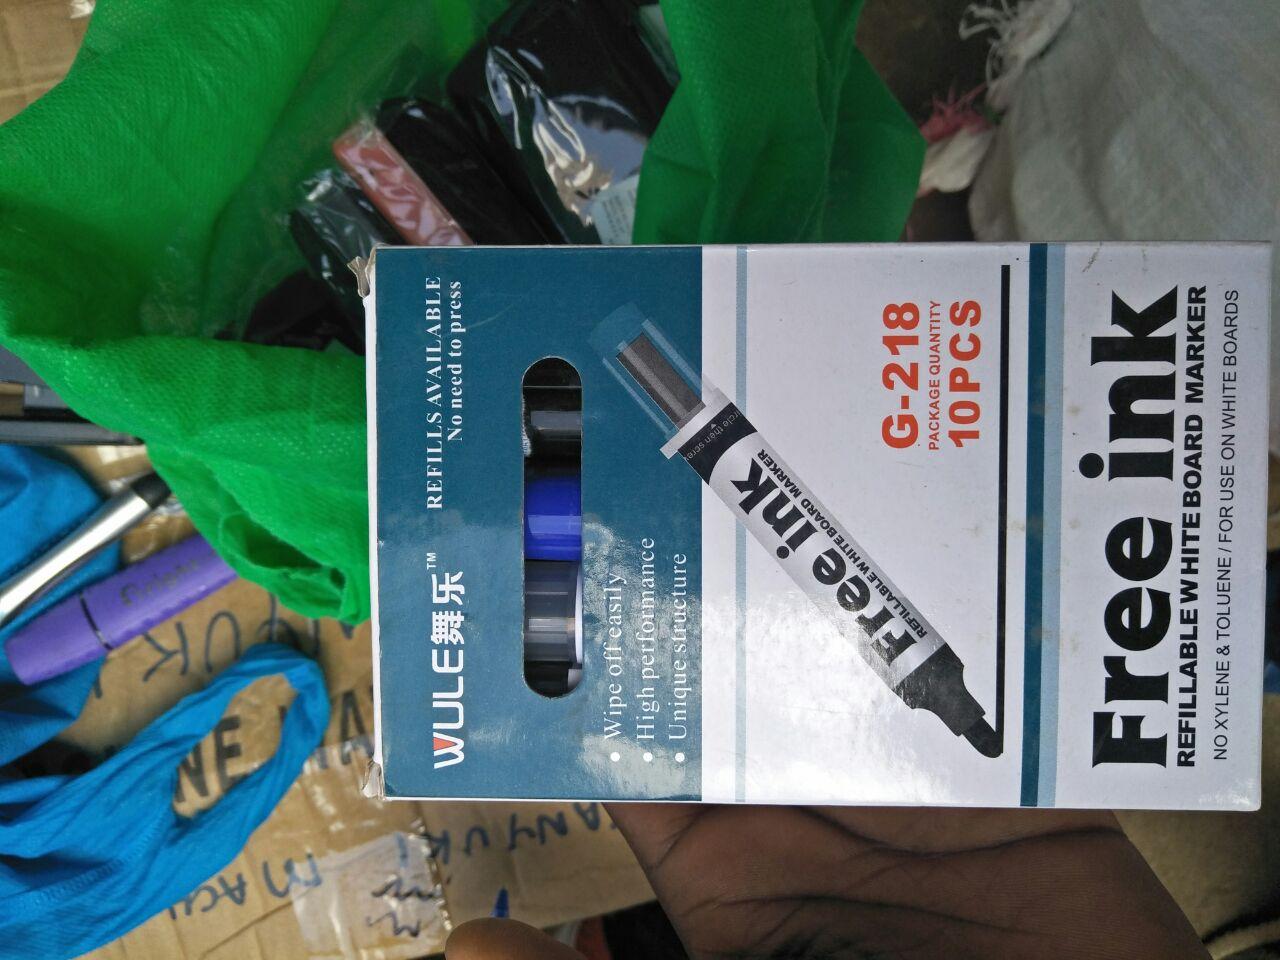 WULE舞乐™ REFILLS AVAILABLE
No need to press
• Wipe off easily
• High performance
• Unique structure
G-218
PACKAGE QUANTITY
10PCS
Free ink
REFILLABLE WHITE BOARD MARKER
Free ink
REFILLABLE WHITE BOARD MARKER
NO XYLENE & TOLUENE / FOR USE ON WHITE BOARDS
Bright